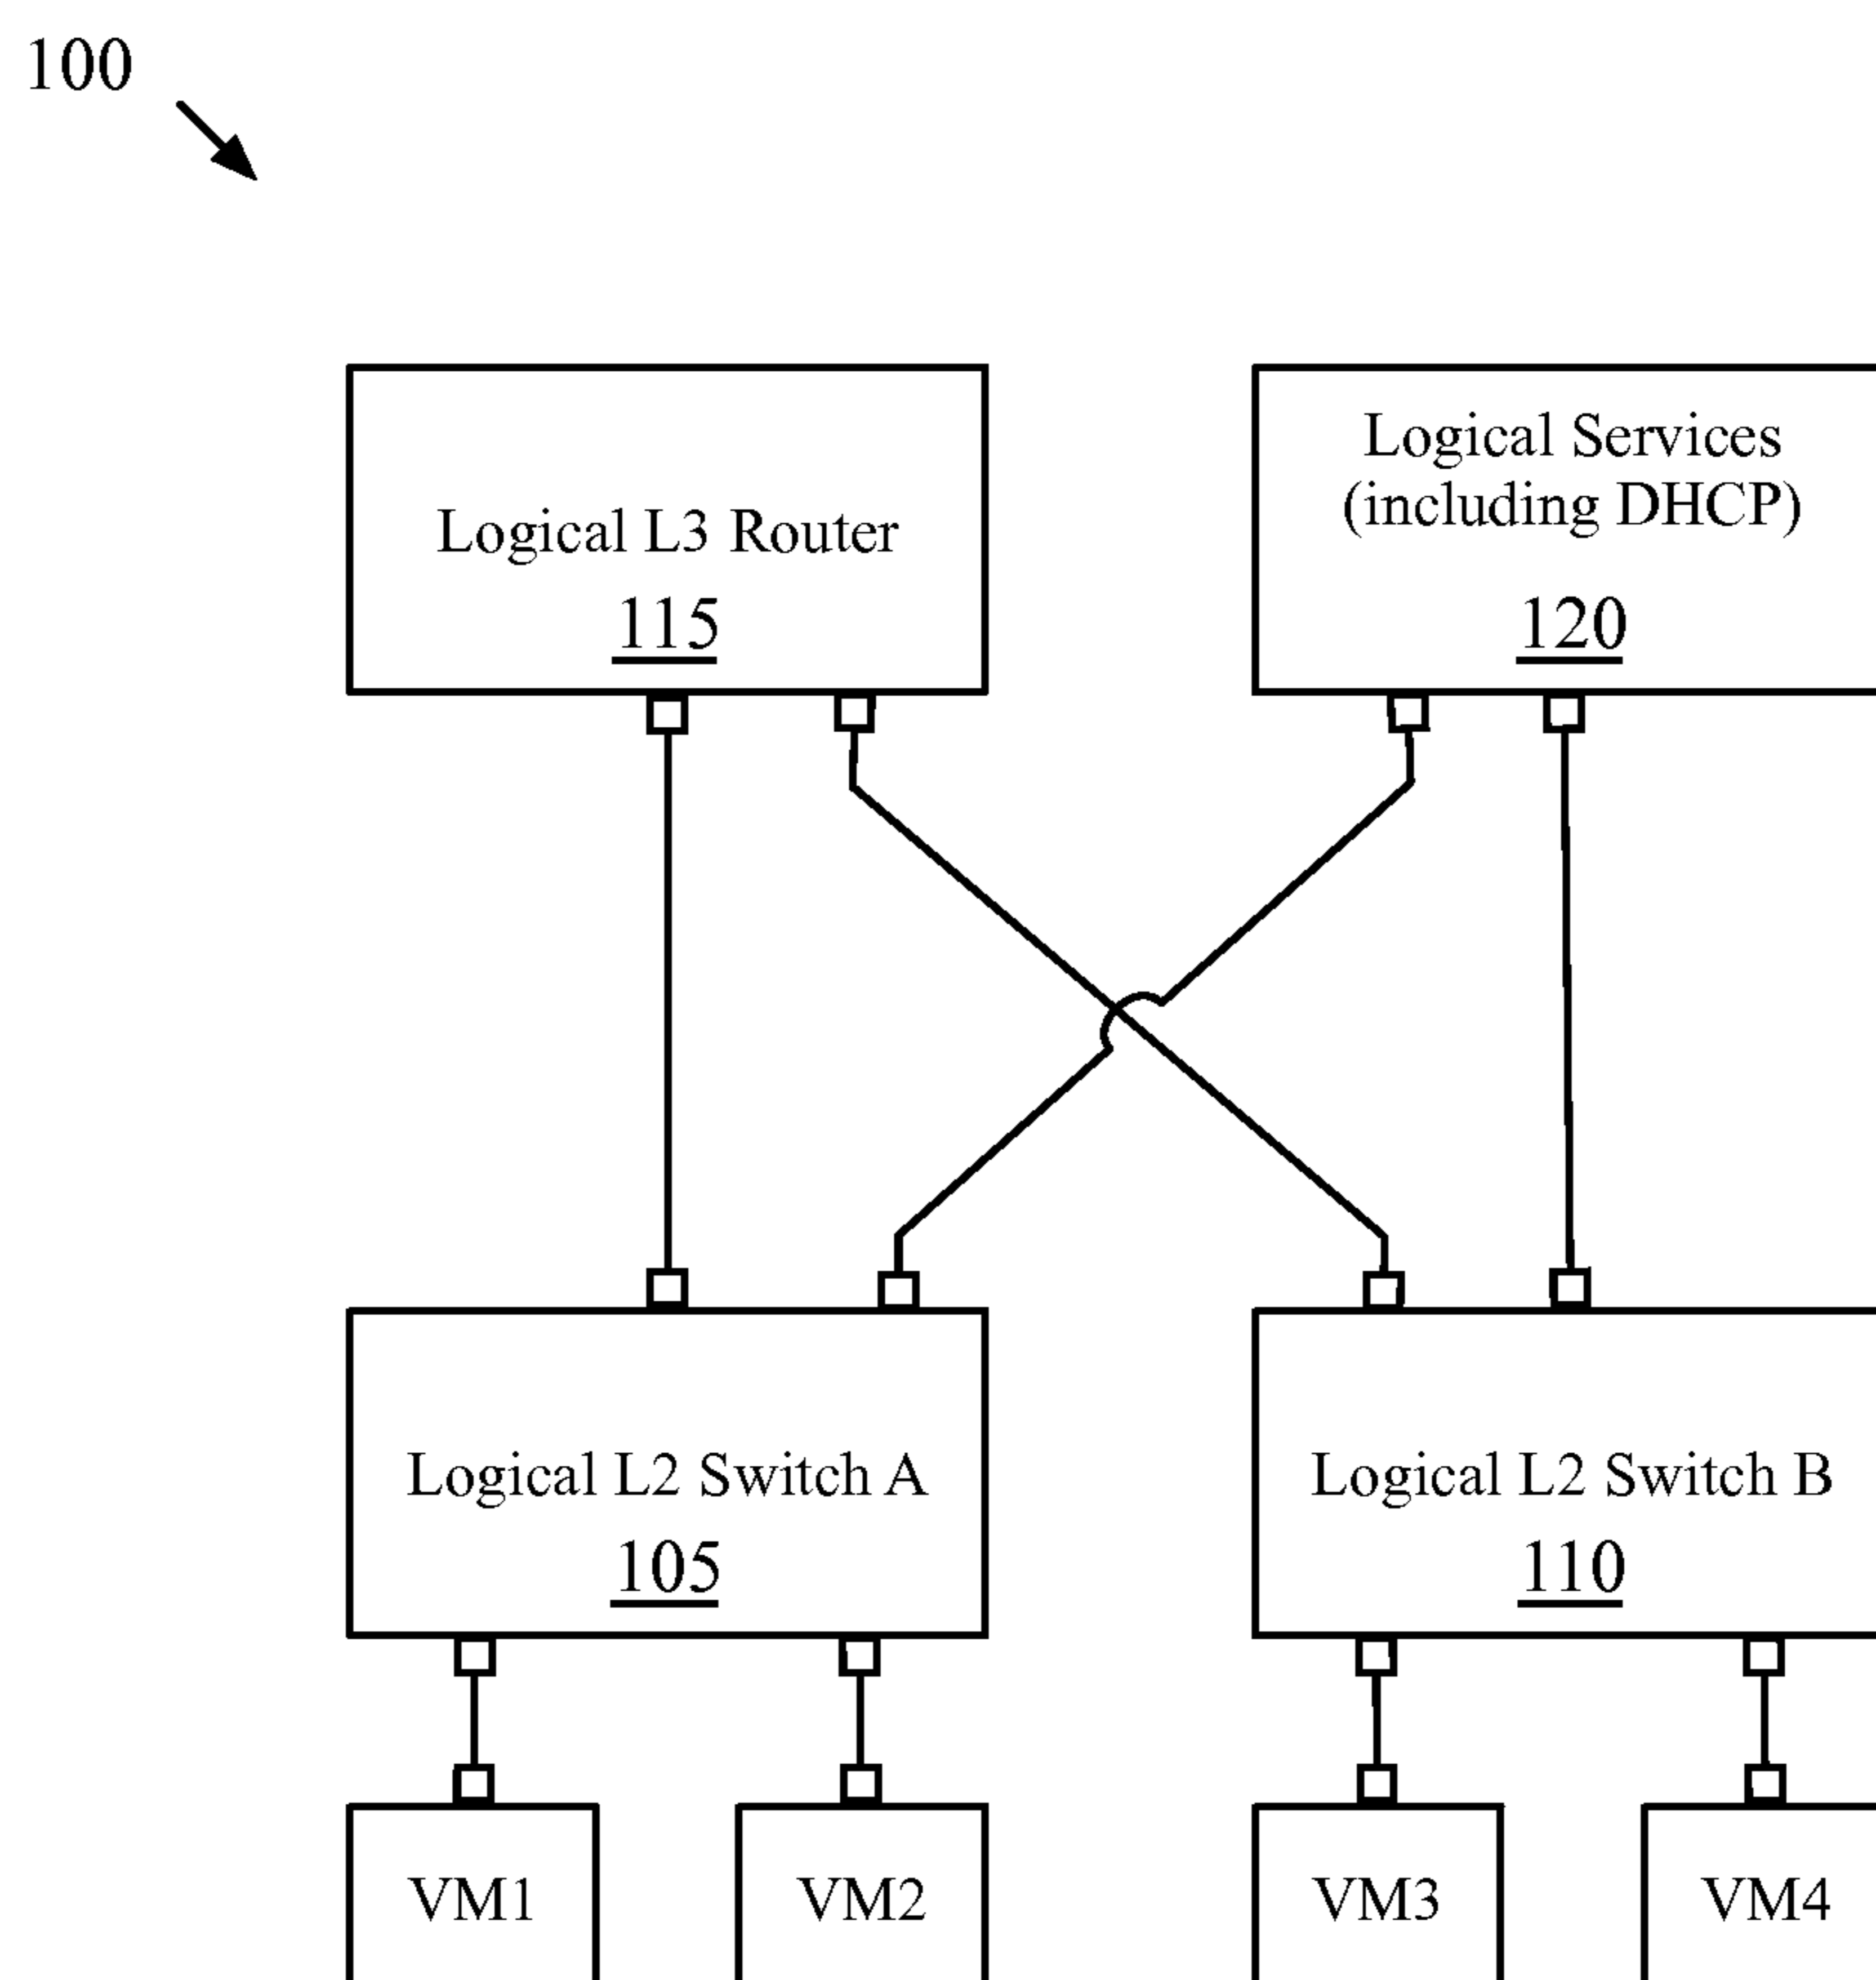 100
Logical L3 Router
115
Logical Services
(including DHCP)
120
Logical L2 Switch A
105
Logical L2 Switch B
110
VM1
VM2
VM3
VM4